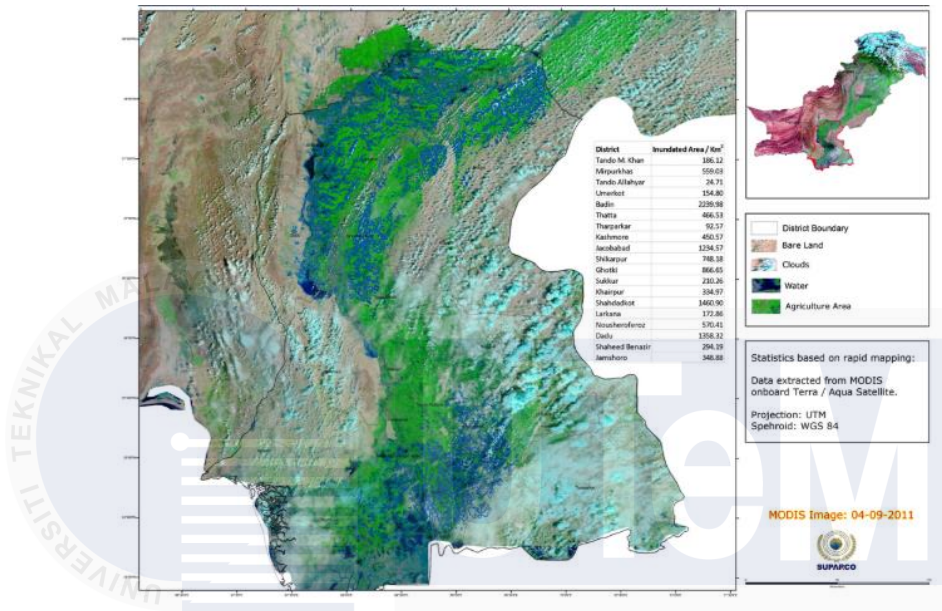 District Inundated Area / Km²
Tando M. Khan 186.12
Mirpurkhas 559.03
Tando Allahyar 24.71
Umerkot 154.80
Badin 2239.98
Thatta 466.53
Tharparkar 92.57
Kashmore 450.57
Jacobabad 1234.57
Shikarpur 748.18
Ghotki 866.65
Sukkur 210.26
Khairpur 334.97
Shahdadkot 1460.90
Larkana 172.86
Nousheroferoz 570.41
Dadu 1358.32
Shaheed Benazir 294.19
Jamshoro 348.88
District Boundary
Bare Land
Clouds
Water
Agriculture Area
Statistics based on rapid mapping:
Data extracted from MODIS
onboard Terra / Aqua Satellite.
Projection: UTM
Spehroid: WGS 84
MODIS Image: 04-09-2011
SUPARCO
UNIVERSITI TEKNIKAL MALA
UTeM